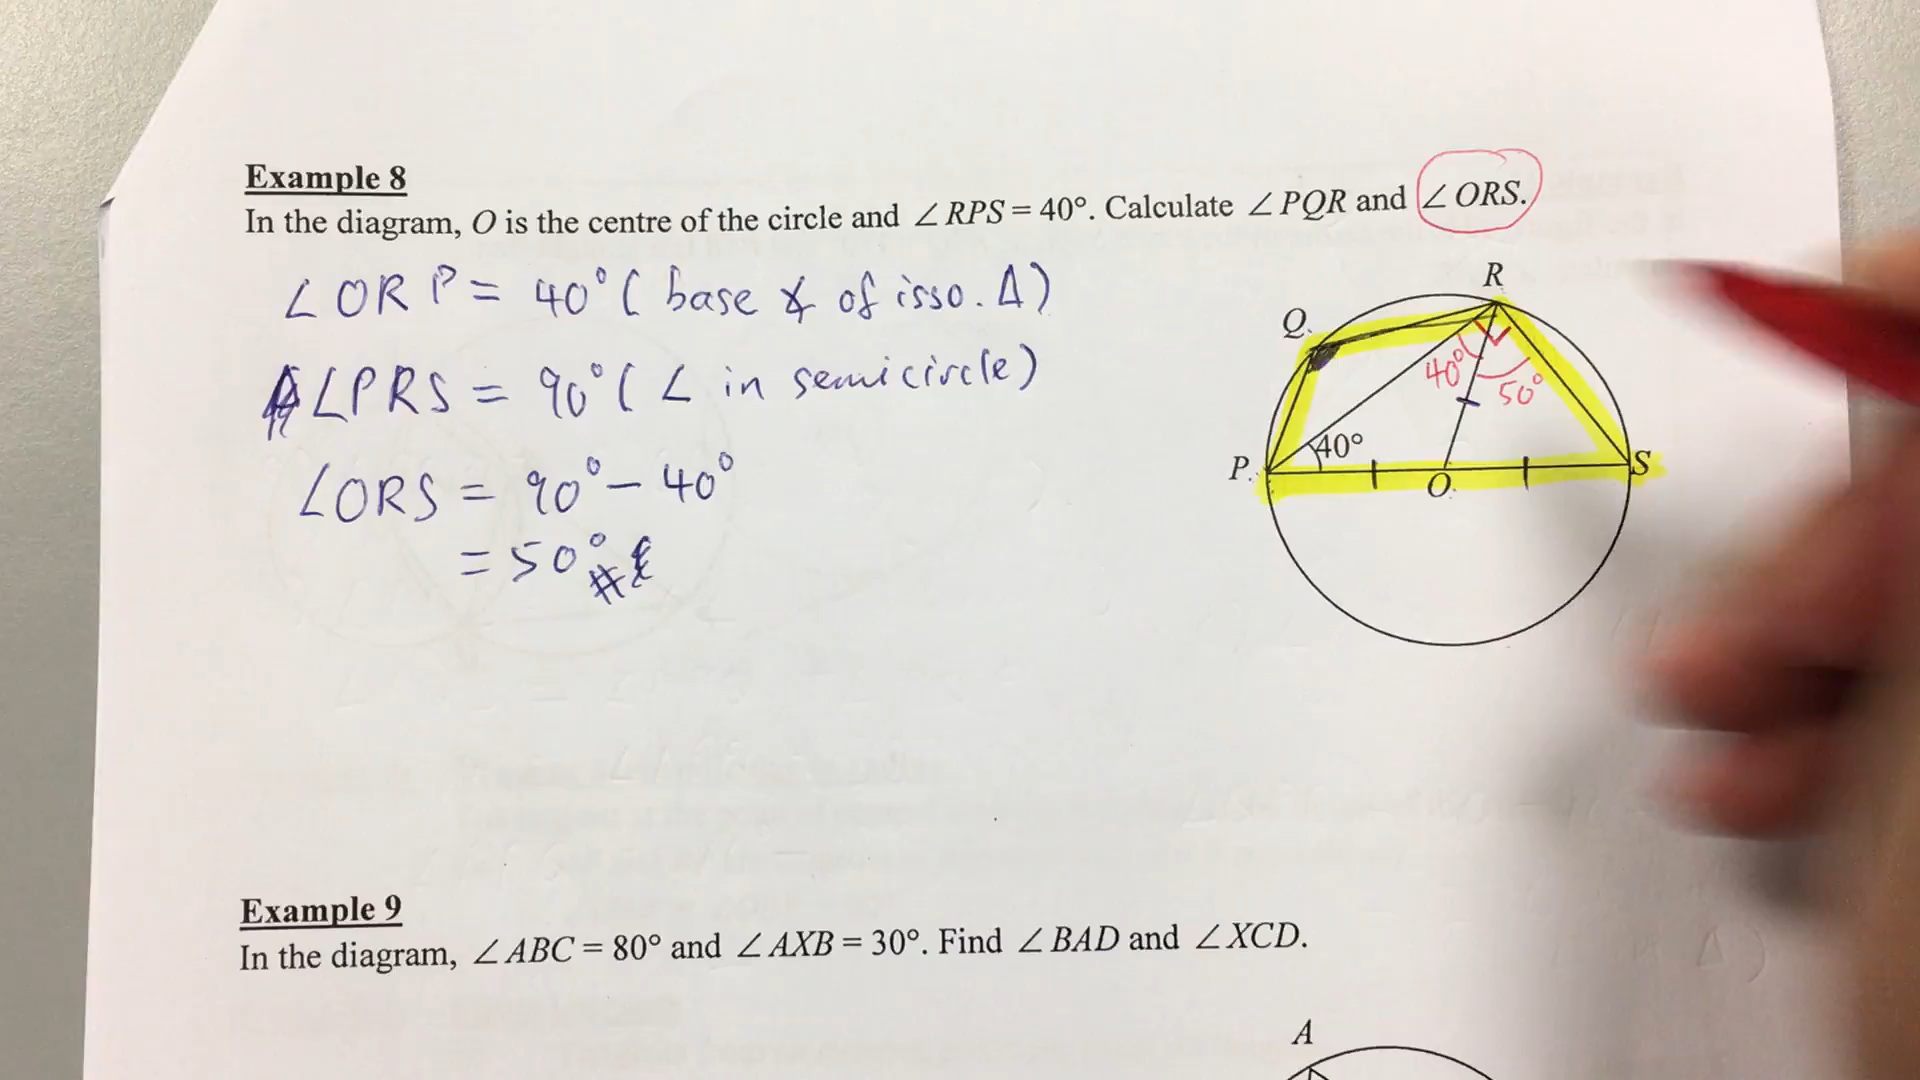 Example 8
In the diagram, O is the centre of the circle and ∠RPS = 40°. Calculate ∠PQR and ∠ORS.
∠ORP = 40° ( base ∡ of isso. Δ)
∠PRS = 90° ( ∠ in semicircle)
∠ORS = 90° − 40°
= 50° #
R
Q
40°
50°
40°
P
O
S
Example 9
In the diagram, ∠ABC = 80° and ∠AXB = 30°. Find ∠BAD and ∠XCD.
A